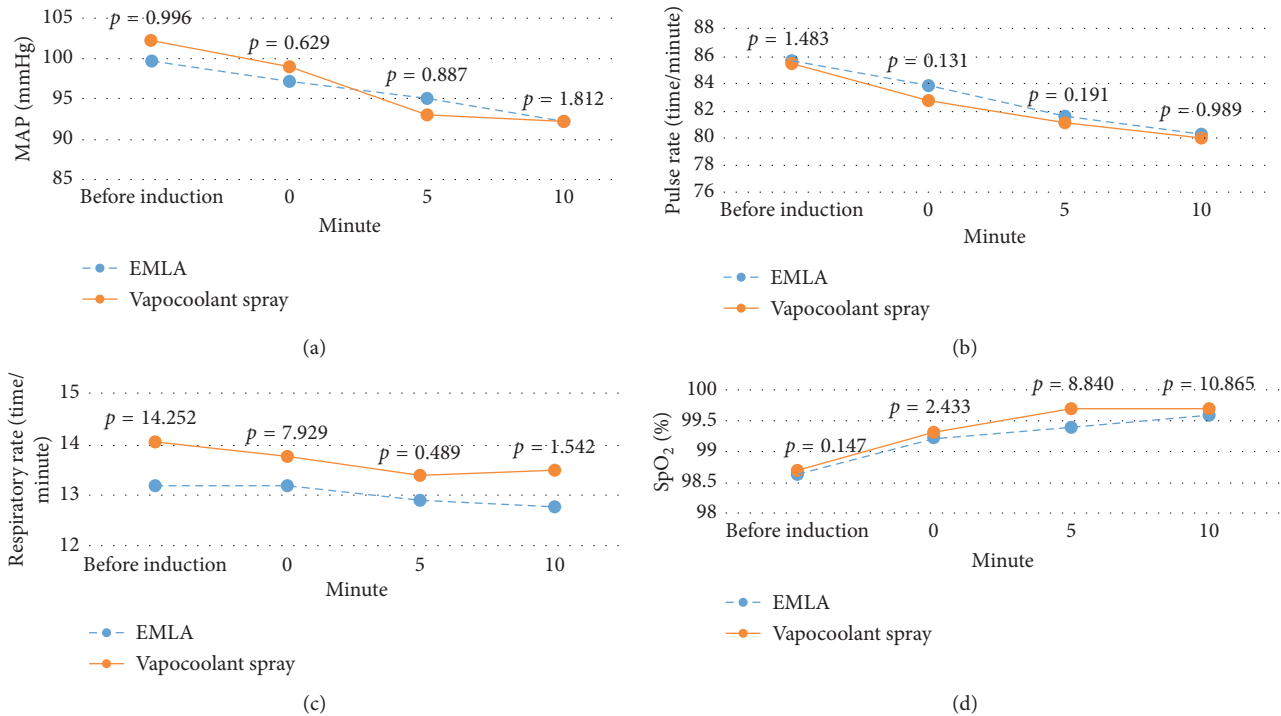 105
100
95
90
85
MAP (mmHg)
p = 0.996
p = 0.629
p = 0.887
p = 1.812
Before induction 0 5 10
Minute
EMLA
Vapocoolant spray
(a)
86
84
82
80
78
76
Pulse rate (time/minute)
p = 1.483
p = 0.131
p = 0.191
p = 0.989
Before induction 0 5 10
Minute
EMLA
Vapocoolant spray
(b)
15
14
13
12
Respiratory rate (time/
minute)
p = 14.252
p = 7.929
p = 0.489
p = 1.542
Before induction 0 5 10
Minute
EMLA
Vapocoolant spray
(c)
100
99.5
99
98.5
98
SpO₂ (%)
p = 0.147
p = 2.433
p = 8.840
p = 10.865
Before induction 0 5 10
Minute
EMLA
Vapocoolant spray
(d)